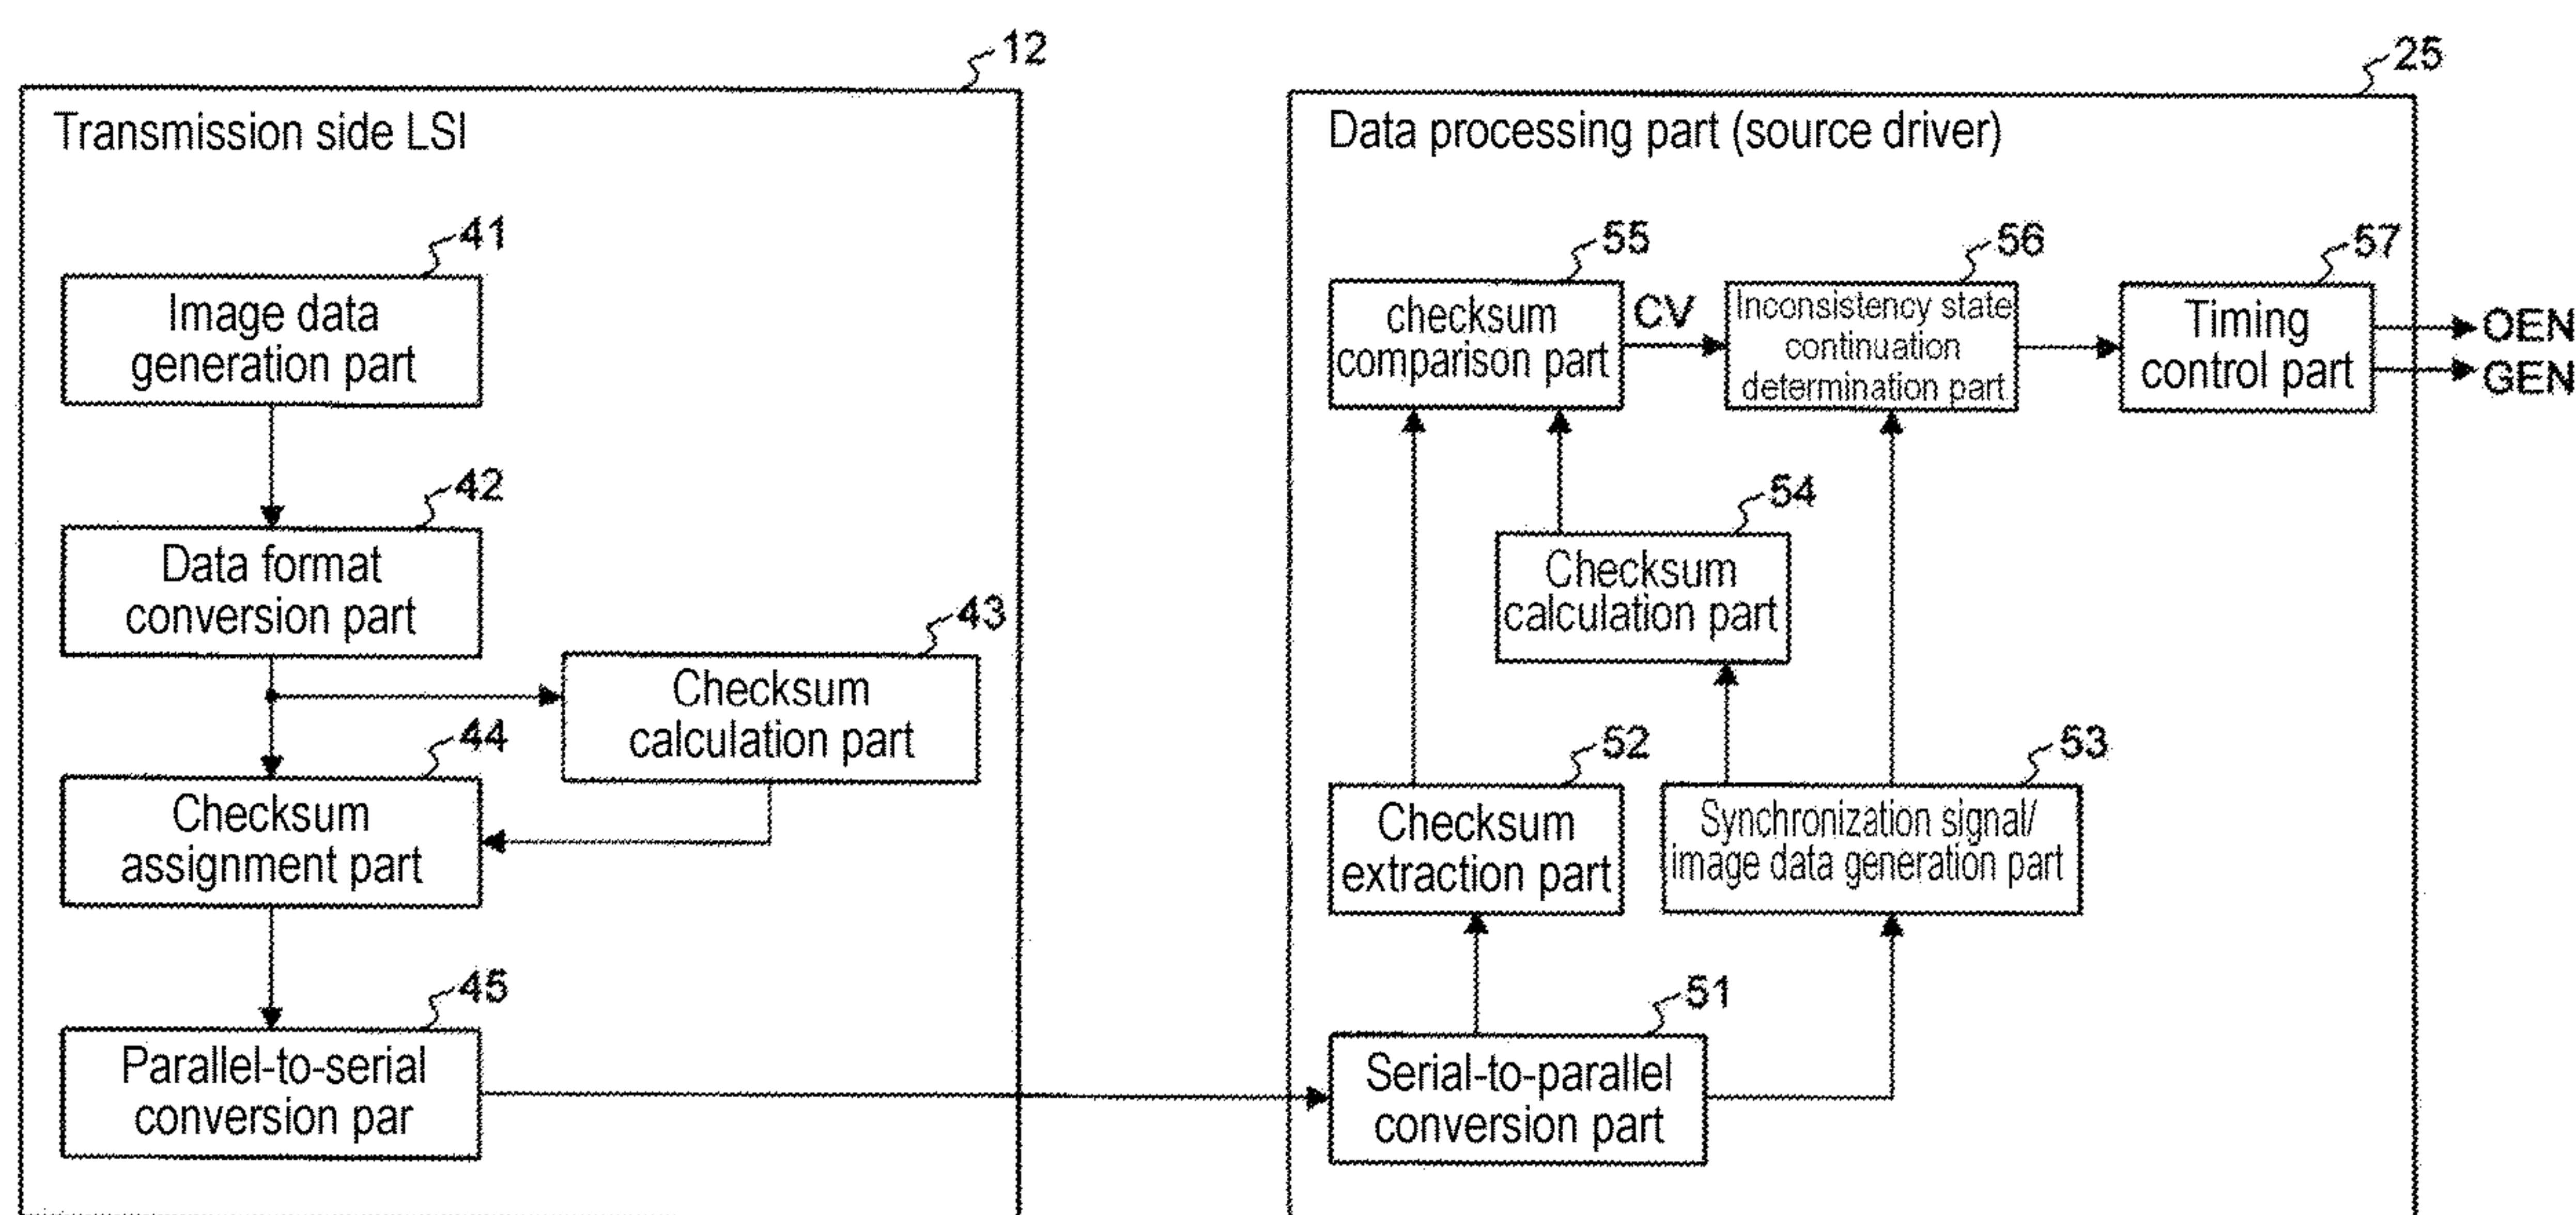 12
Transmission side LSI
41
Image data
generation part
42
Data format
conversion part
43
Checksum
calculation part
44
Checksum
assignment part
45
Parallel-to-serial
conversion par
25
Data processing part (source driver)
55
checksum
comparison part
CV
56
Inconsistency state
continuation
determination part
57
Timing
control part
OEN
GEN
54
Checksum
calculation part
52
Checksum
extraction part
53
Synchronization signal/
image data generation part
51
Serial-to-parallel
conversion part